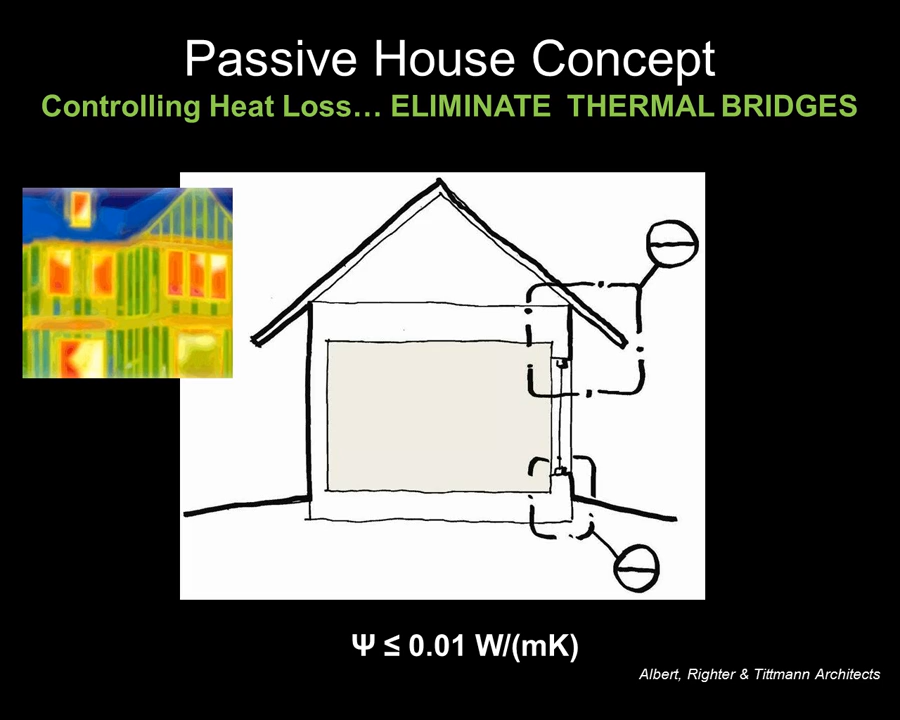 Passive House Concept
Controlling Heat Loss… ELIMINATE THERMAL BRIDGES
Ψ ≤ 0.01 W/(mK)
Albert, Righter & Tittmann Architects